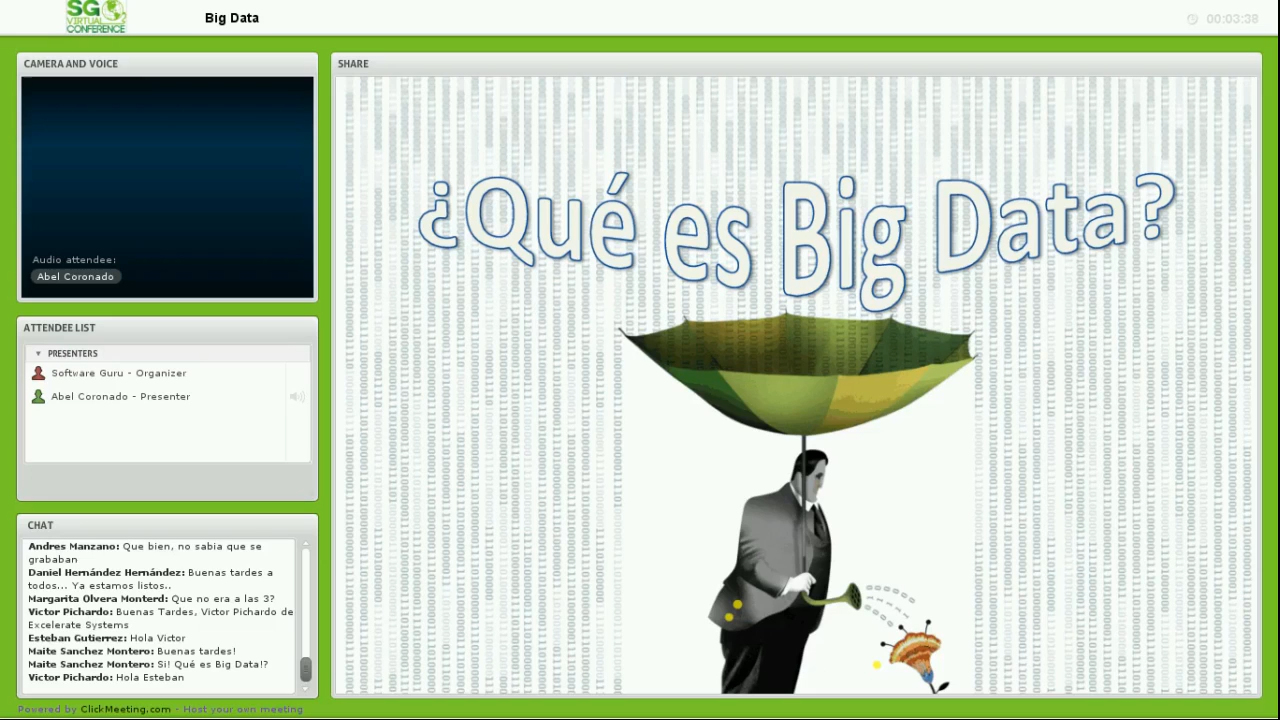 SG
VIRTUAL
CONFERENCE
Big Data
00:03:38
CAMERA AND VOICE
Audio attendee:
Abel Coronado
ATTENDEE LIST
PRESENTERS
Software Guru - Organizer
Abel Coronado - Presenter
CHAT
Andres Manzano: Que bien, no sabia que se
grababan
Daniel Hernández Hernández: Buenas tardes a
todos... Ya estamos listos..
Margarita Olvera Monterd: Que no era a las 3?
Victor Pichardo: Buenas Tardes, Victor Pichardo de
Excelerate Systems
Esteban Gutierrez: Hola Victor
Maite Sanchez Montero: Buenas tardes!
Maite Sanchez Montero: Si! Qué es Big Data!?
Victor Pichardo: Hola Esteban
Powered by ClickMeeting.com - Host your own meeting
SHARE
¿Qué es Big Data?